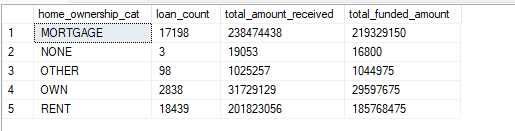 home_ownership_cat loan_count total_amount_received total_funded_amount
1 MORTGAGE 17198 238474438 219329150
2 NONE 3 19053 16800
3 OTHER 98 1025257 1044975
4 OWN 2838 31729129 29597675
5 RENT 18439 201823056 185768475